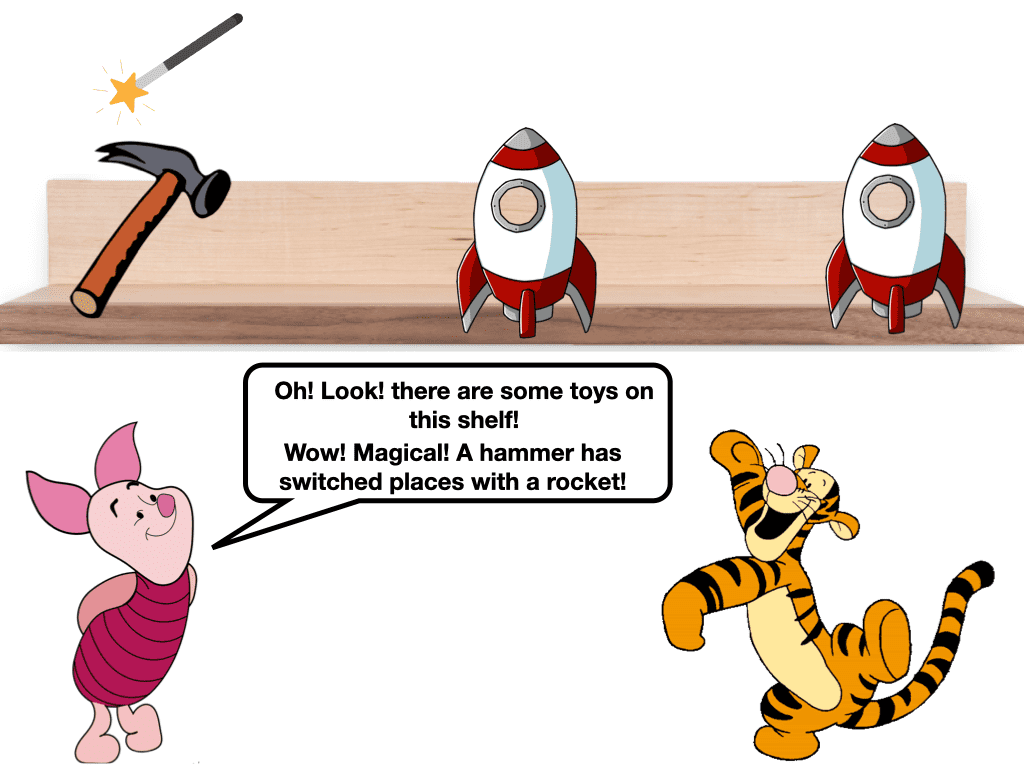 Oh! Look! there are some toys on
this shelf!
Wow! Magical! A hammer has
switched places with a rocket!